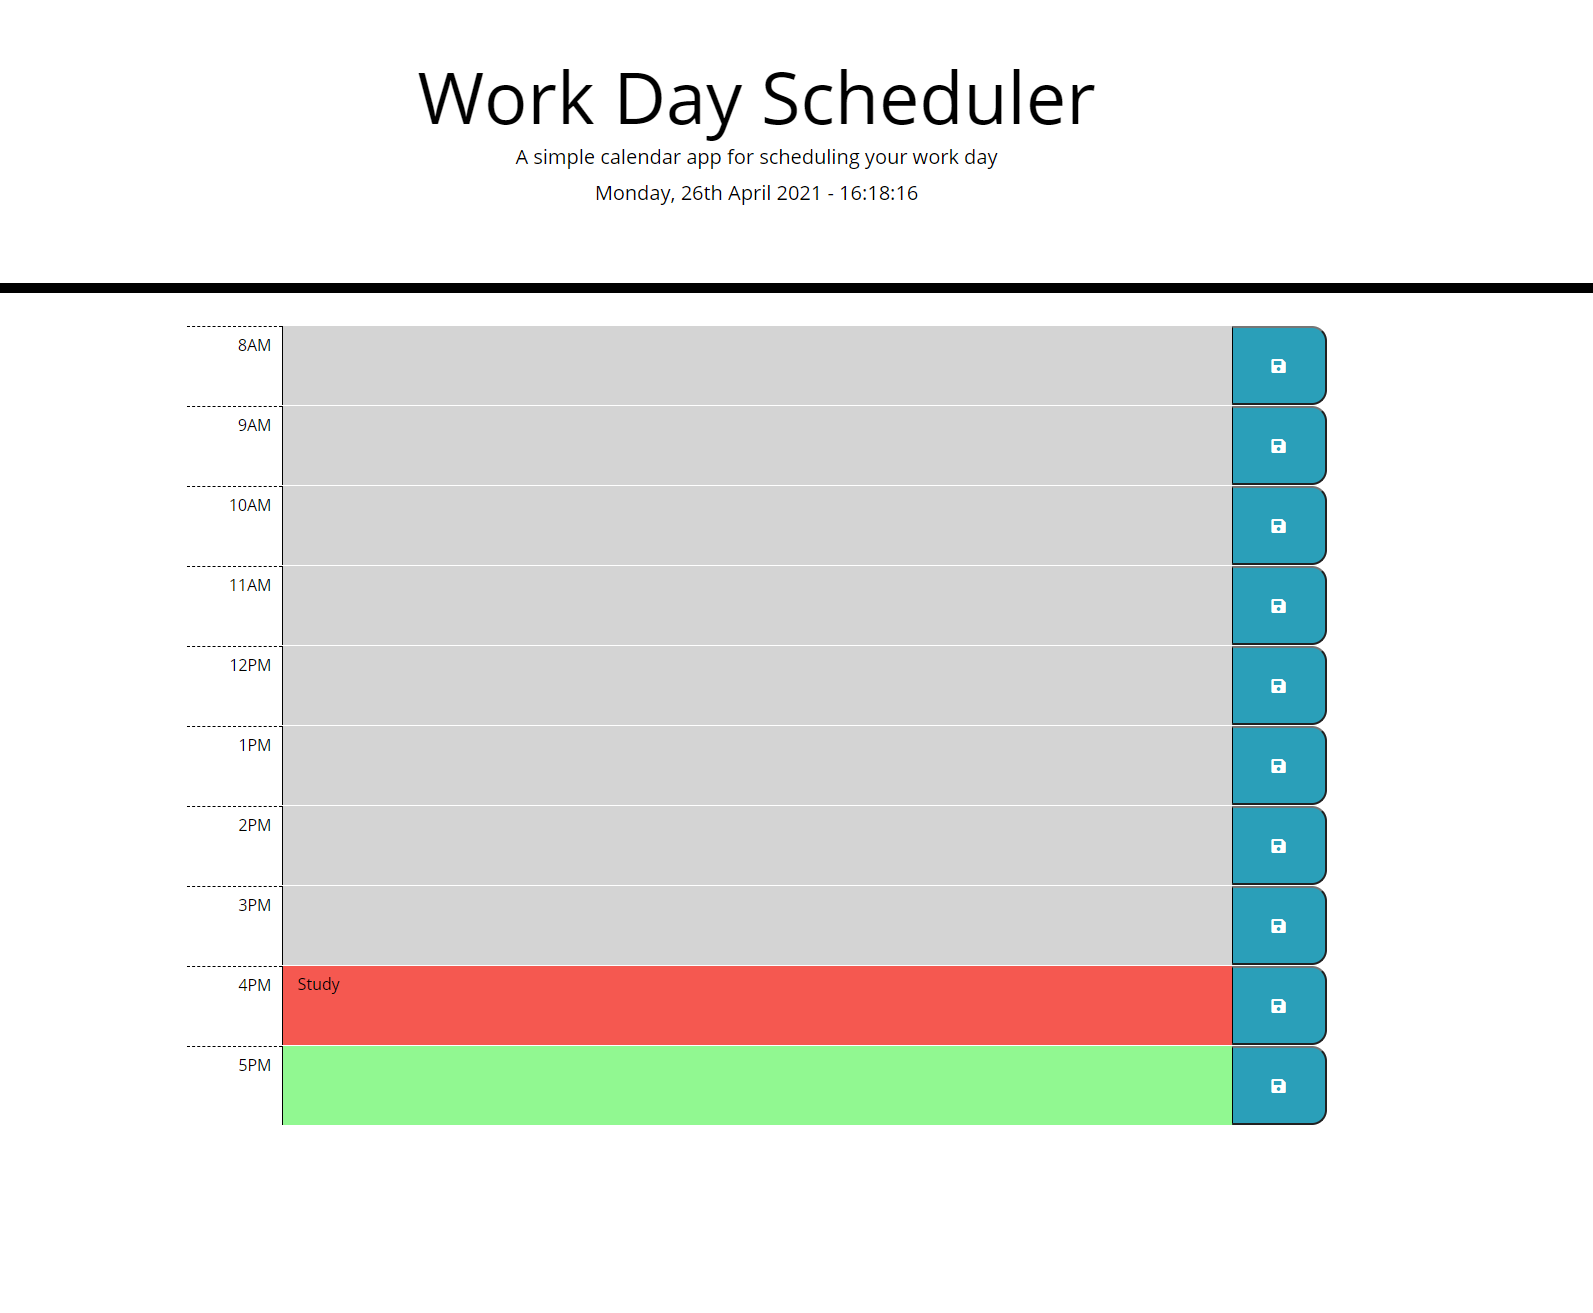 Work Day Scheduler
A simple calendar app for scheduling your work day
Monday, 26th April 2021 - 16:18:16
8AM
9AM
10AM
11AM
12PM
1PM
2PM
3PM
4PM Study
5PM